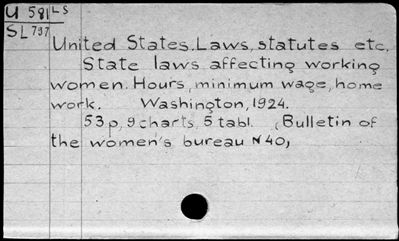 U 581 LS
SL 797
United States. Laws, statutes etc.
State laws affecting working
women. Hours, minimum wage, home
work. Washington, 1924.
53 p, 9 charts, 5 tabl. (Bulletin of
the women's bureau N 40)